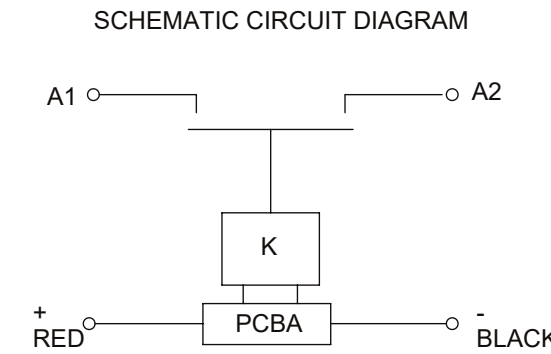 SCHEMATIC CIRCUIT DIAGRAM
A1
A2
K
+
RED
PCBA
-
BLACK